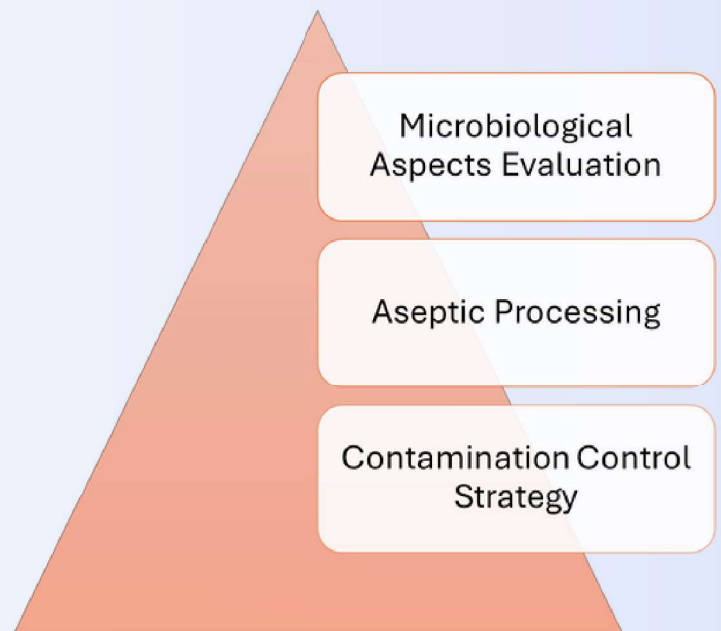 Microbiological
Aspects Evaluation
Aseptic Processing
Contamination Control
Strategy